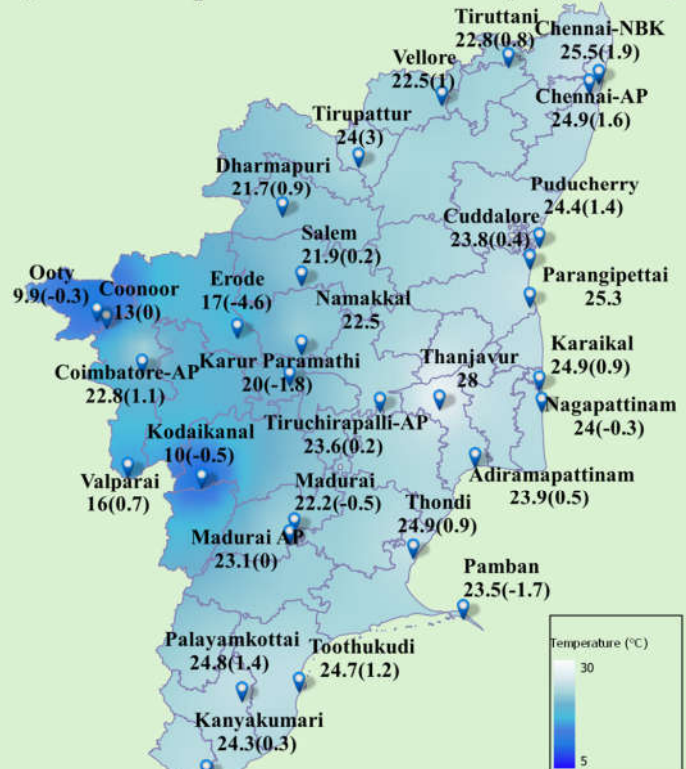 Tiruttani
22.8(0.8)
Chennai-NBK
25.5(1.9)
Vellore
22.5(1)
Chennai-AP
24.9(1.6)
Tirupattur
24(3)
Dharmapuri
21.7(0.9)
Puducherry
24.4(1.4)
Cuddalore
23.8(0.4)
Salem
21.9(0.2)
Ooty
9.9(-0.3)
Coonoor
13(0)
Erode
17(-4.6)
Namakkal
22.5
Parangipettai
25.3
Coimbatore-AP
22.8(1.1)
Karur Paramathi
20(-1.8)
Thanjavur
28
Karaikal
24.9(0.9)
Nagapattinam
24(-0.3)
Tiruchirapalli-AP
23.6(0.2)
Kodaikanal
10(-0.5)
Valparai
16(0.7)
Madurai
22.2(-0.5)
Adiramapattinam
23.9(0.5)
Thondi
24.9(0.9)
Madurai AP
23.1(0)
Pamban
23.5(-1.7)
Palayamkottai
24.8(1.4)
Toothukudi
24.7(1.2)
Kanyakumari
24.3(0.3)
Temperature (°C)
30
5